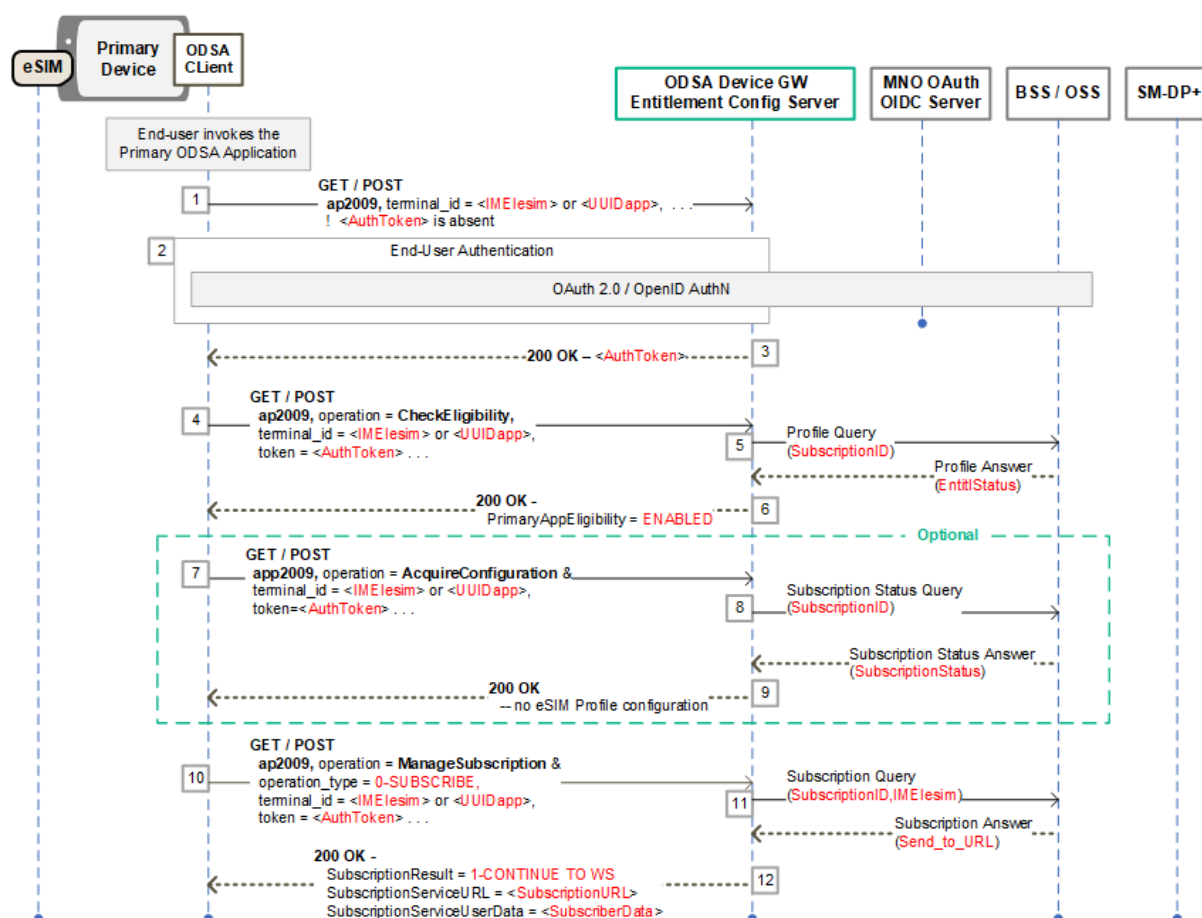 eSIM
Primary
Device
ODSA
CLient
ODSA Device GW
Entitlement Config Server
MNO OAuth
OIDC Server
BSS / OSS
SM-DP+
End-user invokes the
Primary ODSA Application
1
GET / POST
ap2009, terminal_id = <IMEIesim> or <UUIDapp>, ...
! <AuthToken> is absent
2
End-User Authentication
OAuth 2.0 / OpenID AuthN
200 OK – <AuthToken>
3
GET / POST
4
ap2009, operation = CheckEligibility,
terminal_id = <IMEIesim> or <UUIDapp>,
token = <AuthToken> ...
5
Profile Query
(SubscriptionID)
Profile Answer
(EntitlStatus)
200 OK -
PrimaryAppEligibility = ENABLED
6
Optional
GET / POST
7
app2009, operation = AcquireConfiguration &
terminal_id = <IMEIesim> or <UUIDapp>,
token=<AuthToken> ...
8
Subscription Status Query
(SubscriptionID)
Subscription Status Answer
(SubscriptionStatus)
200 OK
-- no eSIM Profile configuration
9
GET / POST
10
ap2009, operation = ManageSubscription &
operation_type = 0-SUBSCRIBE,
terminal_id = <IMEIesim> or <UUIDapp>,
token = <AuthToken> ...
11
Subscription Query
(SubscriptionID,IMEIesim)
Subscription Answer
(Send_to_URL)
200 OK -
SubscriptionResult = 1-CONTINUE TO WS
SubscriptionServiceURL = <SubscriptionURL>
SubscriptionServiceUserData = <SubscriberData>
12